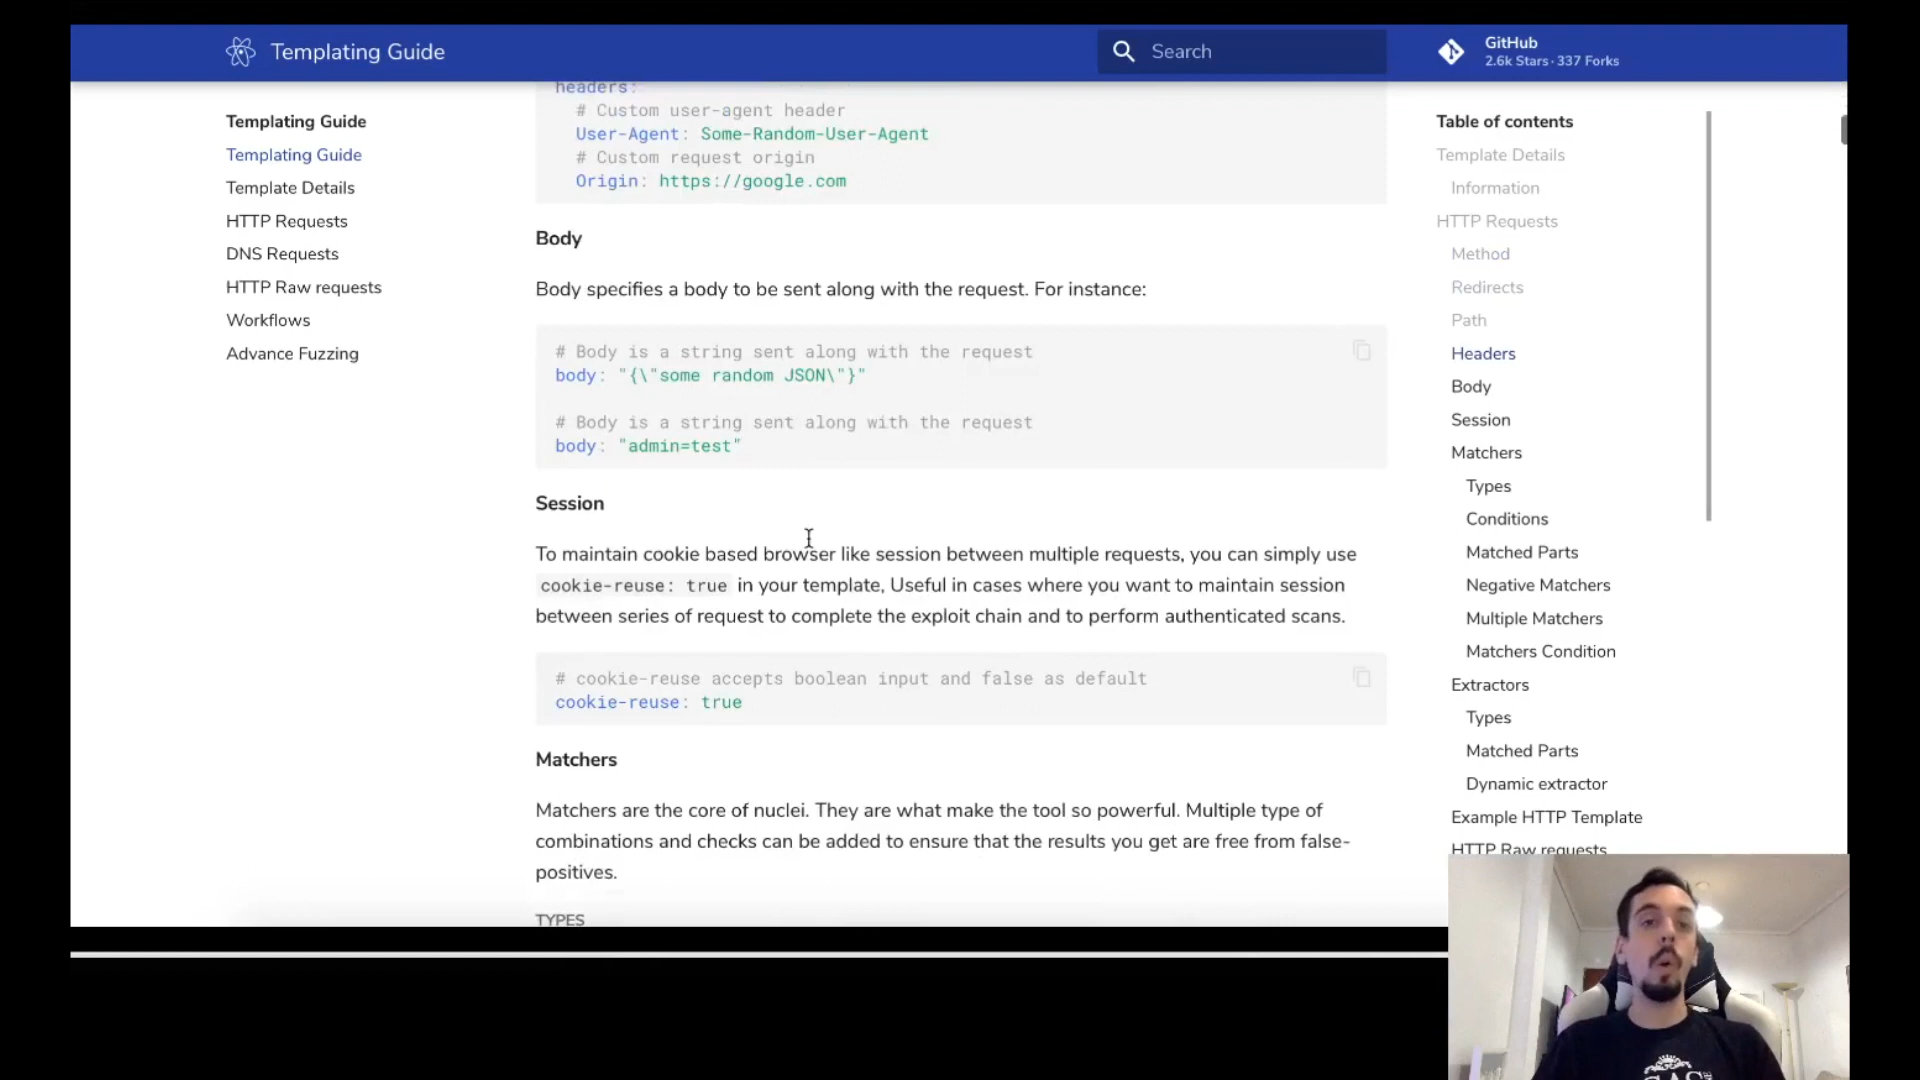 Templating Guide
Search
GitHub
2.6k Stars · 337 Forks
Templating Guide
Templating Guide
Template Details
HTTP Requests
DNS Requests
HTTP Raw requests
Workflows
Advance Fuzzing
headers:
# Custom user-agent header
User-Agent: Some-Random-User-Agent
# Custom request origin
Origin: https://google.com
Body
Body specifies a body to be sent along with the request. For instance:
# Body is a string sent along with the request
body: "{\"some random JSON\"}"
# Body is a string sent along with the request
body: "admin=test"
Session
To maintain cookie based browser like session between multiple requests, you can simply use
cookie-reuse: true in your template, Useful in cases where you want to maintain session
between series of request to complete the exploit chain and to perform authenticated scans.
# cookie-reuse accepts boolean input and false as default
cookie-reuse: true
Matchers
Matchers are the core of nuclei. They are what make the tool so powerful. Multiple type of
combinations and checks can be added to ensure that the results you get are free from false-
positives.
TYPES
Table of contents
Template Details
Information
HTTP Requests
Method
Redirects
Path
Headers
Body
Session
Matchers
Types
Conditions
Matched Parts
Negative Matchers
Multiple Matchers
Matchers Condition
Extractors
Types
Matched Parts
Dynamic extractor
Example HTTP Template
HTTP Raw requests